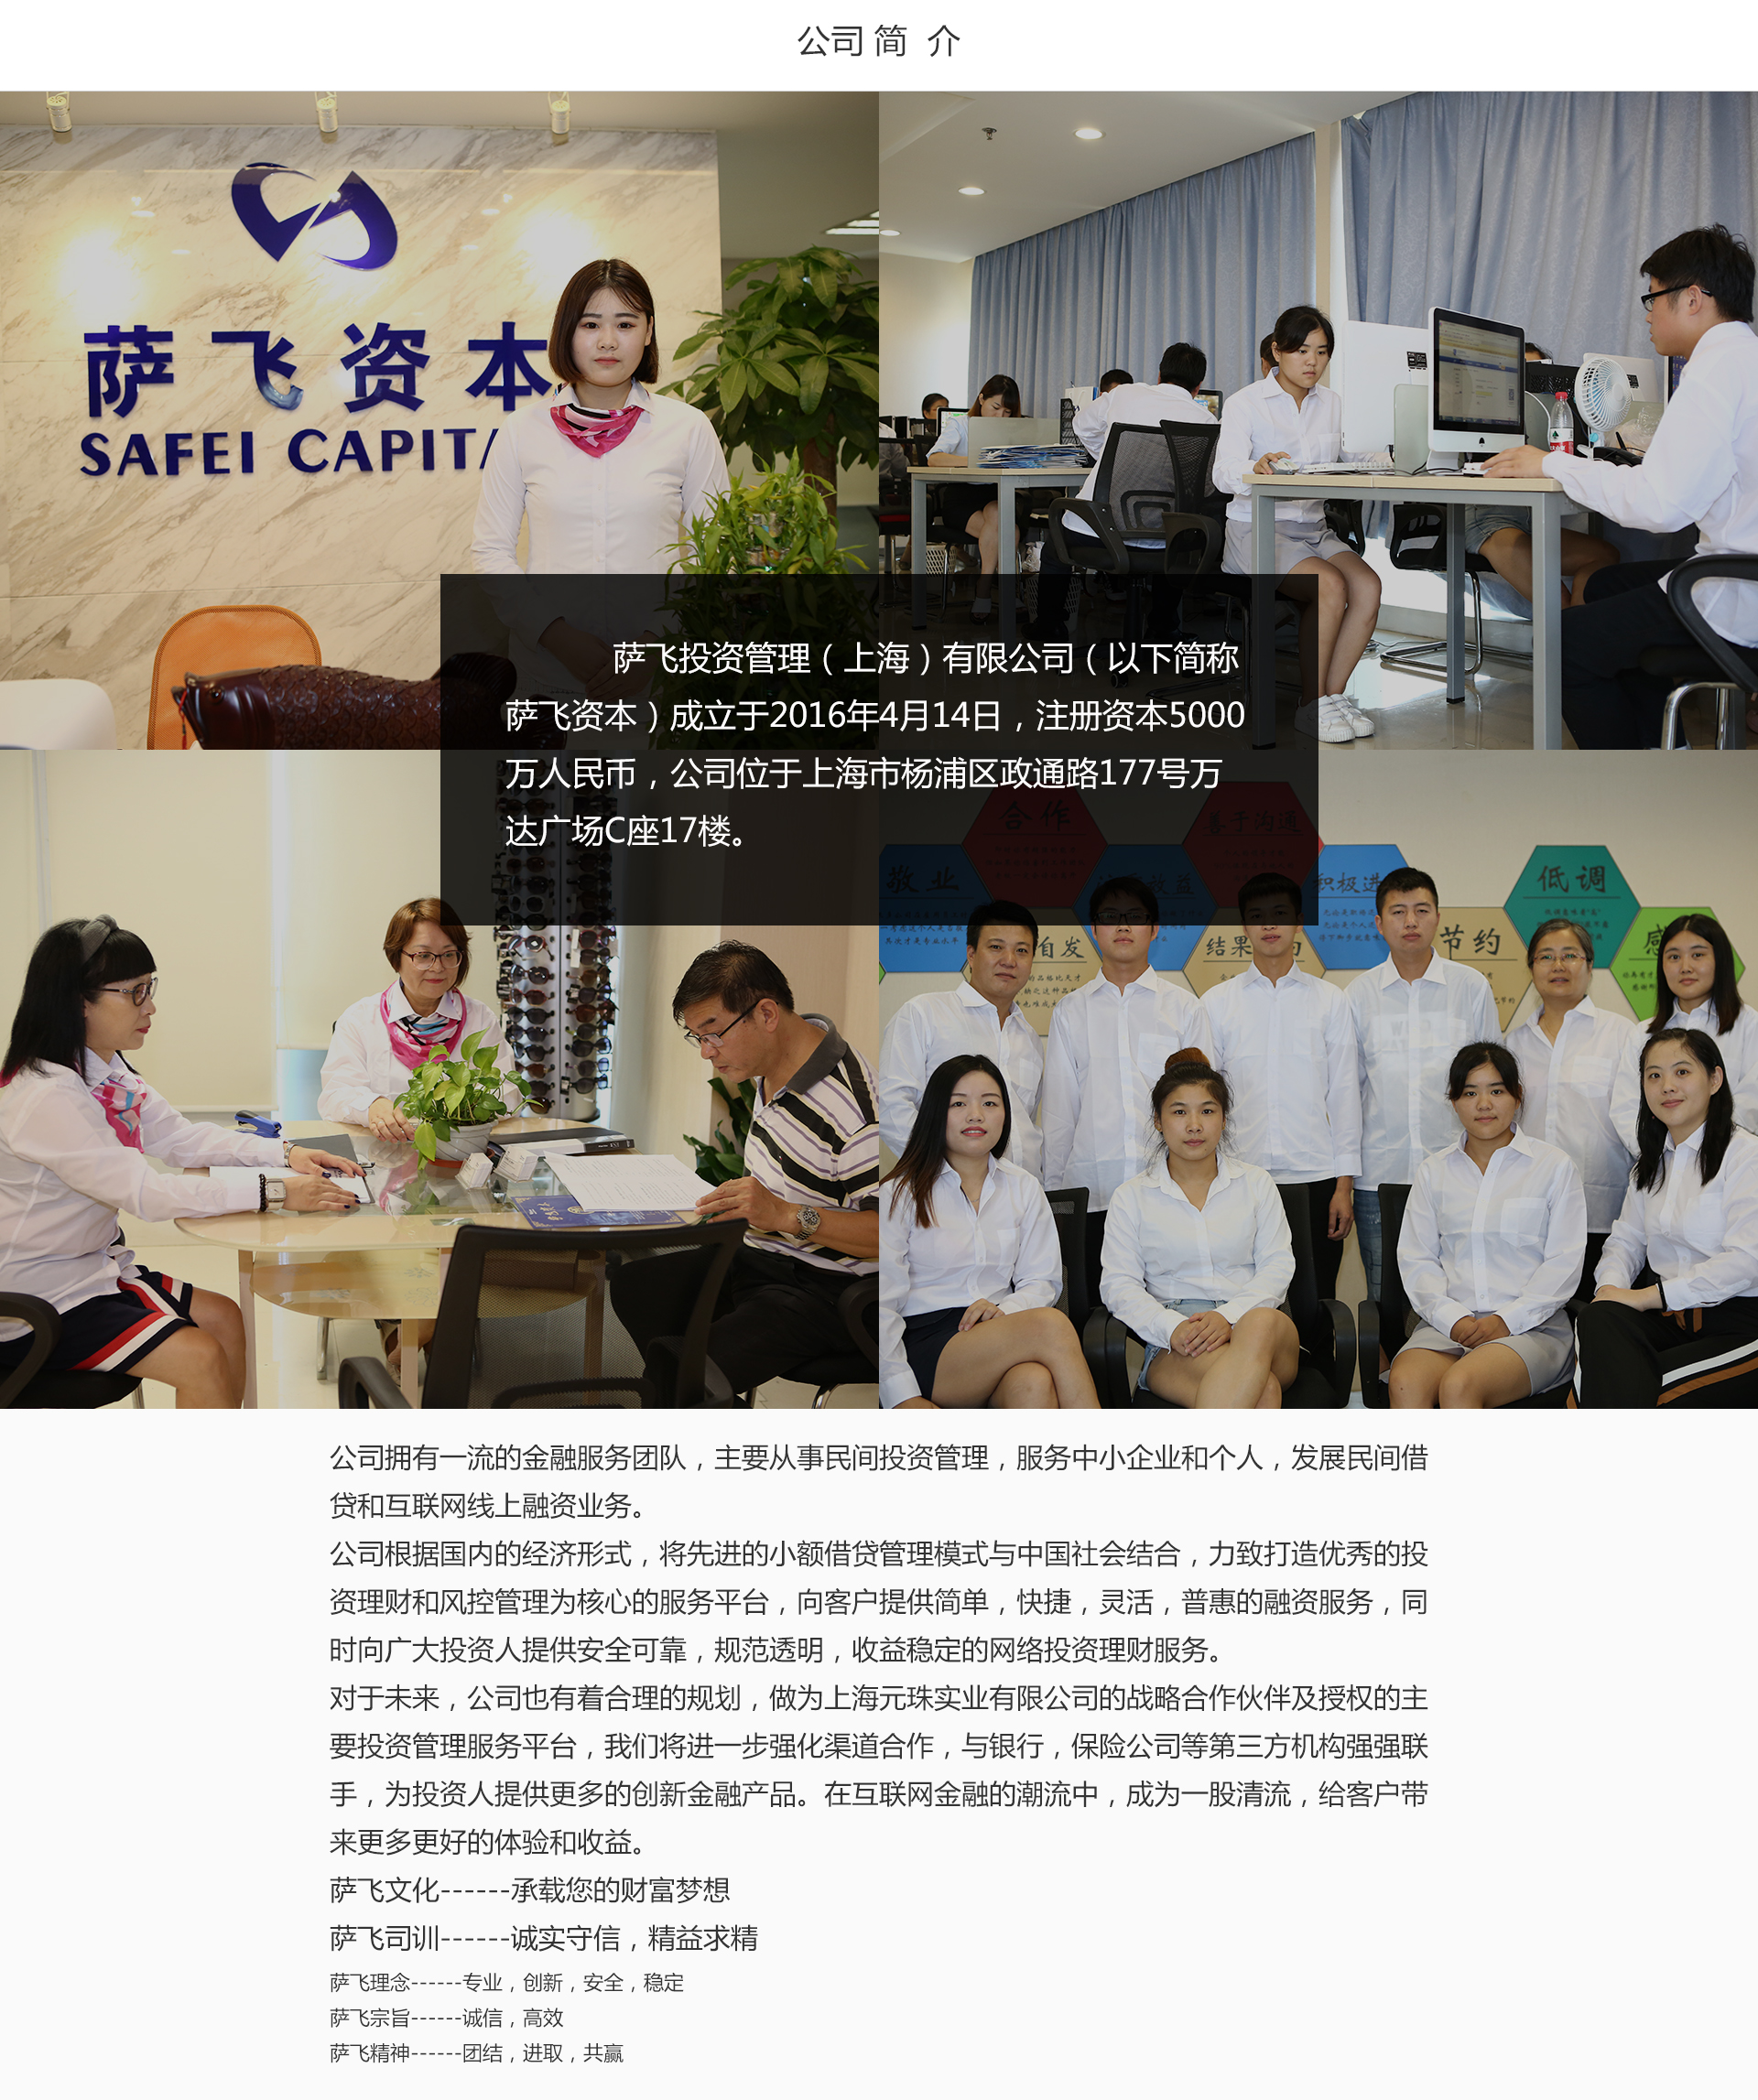 公司 简 介
萨飞资本
SAFEI CAPITA
萨飞投资管理（上海）有限公司（以下简称
萨飞资本）成立于2016年4月14日，注册资本5000
万人民币，公司位于上海市杨浦区政通路177号万
达广场C座17楼。
合作
善于沟通
敬业
效益
积极进
低调
自发
结果
节约
感
公司拥有一流的金融服务团队，主要从事民间投资管理，服务中小企业和个人，发展民间借
贷和互联网线上融资业务。
公司根据国内的经济形式，将先进的小额借贷管理模式与中国社会结合，力致打造优秀的投
资理财和风控管理为核心的服务平台，向客户提供简单，快捷，灵活，普惠的融资服务，同
时向广大投资人提供安全可靠，规范透明，收益稳定的网络投资理财服务。
对于未来，公司也有着合理的规划，做为上海元珠实业有限公司的战略合作伙伴及授权的主
要投资管理服务平台，我们将进一步强化渠道合作，与银行，保险公司等第三方机构强强联
手，为投资人提供更多的创新金融产品。在互联网金融的潮流中，成为一股清流，给客户带
来更多更好的体验和收益。
萨飞文化------承载您的财富梦想
萨飞司训------诚实守信，精益求精
萨飞理念------专业，创新，安全，稳定
萨飞宗旨------诚信，高效
萨飞精神------团结，进取，共赢